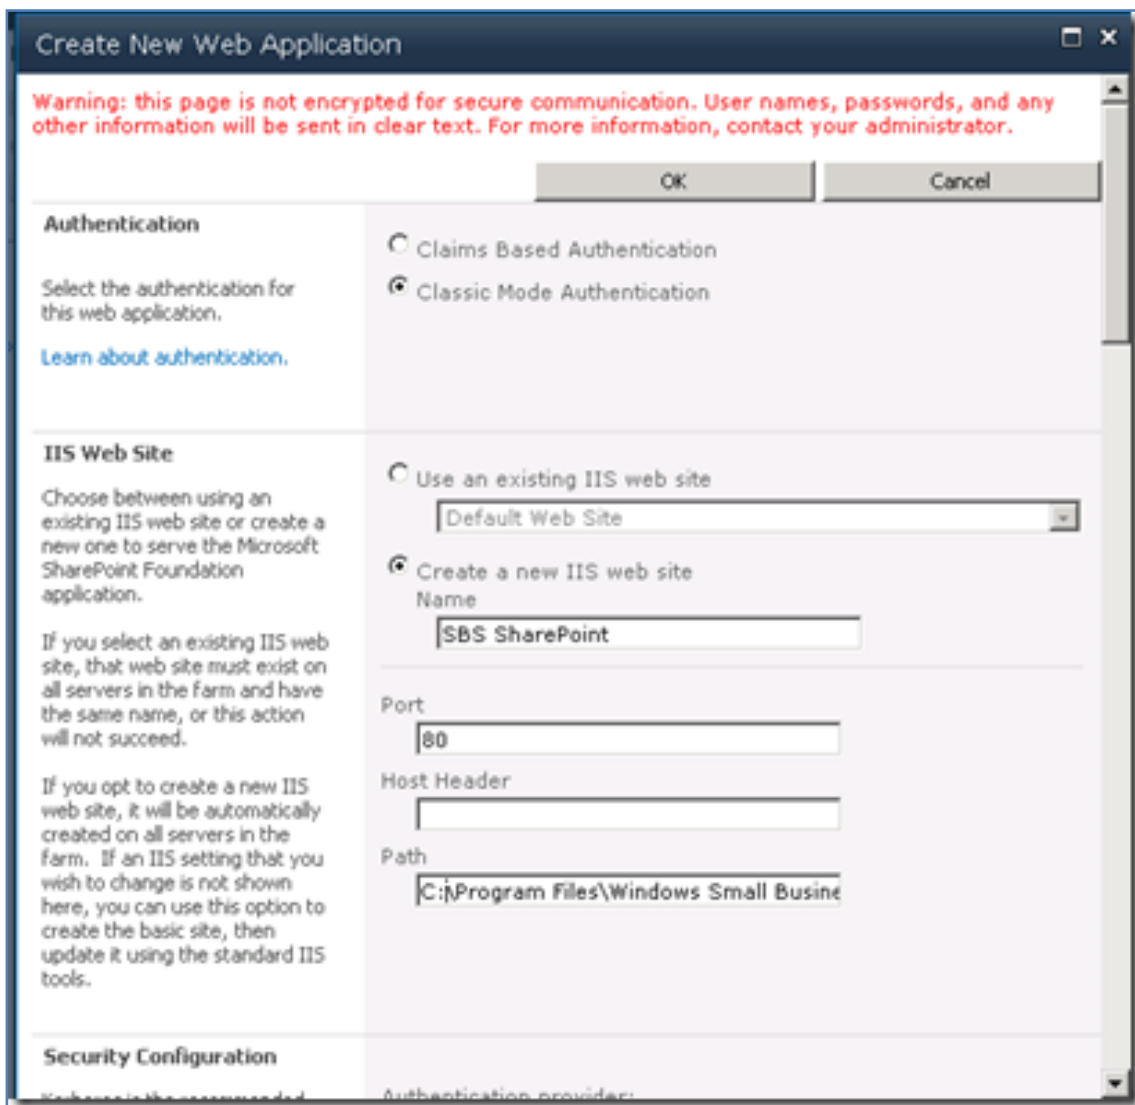 Create New Web Application
Warning: this page is not encrypted for secure communication. User names, passwords, and any
other information will be sent in clear text. For more information, contact your administrator.
OK
Cancel
Authentication
Select the authentication for
this web application.
Learn about authentication.
Claims Based Authentication
Classic Mode Authentication
IIS Web Site
Choose between using an
existing IIS web site or create a
new one to serve the Microsoft
SharePoint Foundation
application.
If you select an existing IIS web
site, that web site must exist on
all servers in the farm and have
the same name, or this action
will not succeed.
If you opt to create a new IIS
web site, it will be automatically
created on all servers in the
farm. If an IIS setting that you
wish to change is not shown
here, you can use this option to
create the basic site, then
update it using the standard IIS
tools.
Use an existing IIS web site
Default Web Site
Create a new IIS web site
Name
SBS SharePoint
Port
80
Host Header
Path
C:\Program Files\Windows Small Busine
Security Configuration
Kerberos is the recommended
Authentication provider: